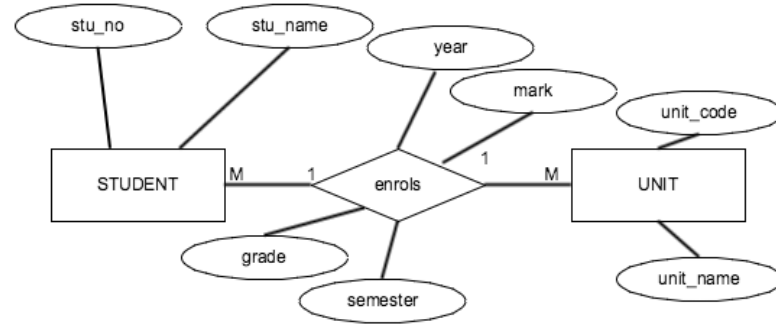 stu_no
stu_name
year
mark
unit_code
STUDENT
M
1
enrols
1
M
UNIT
grade
semester
unit_name